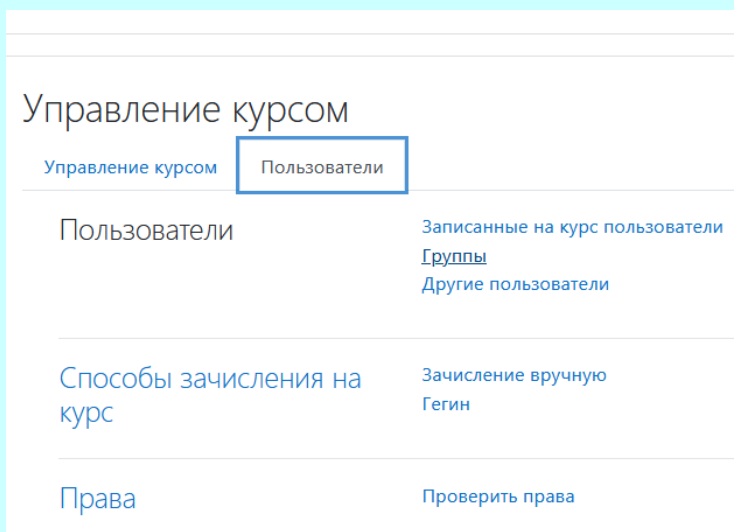 Управление курсом
Управление курсом Пользователи
Пользователи
Записанные на курс пользователи
Группы
Другие пользователи
Способы зачисления на
курс
Зачисление вручную
Гегин
Права
Проверить права